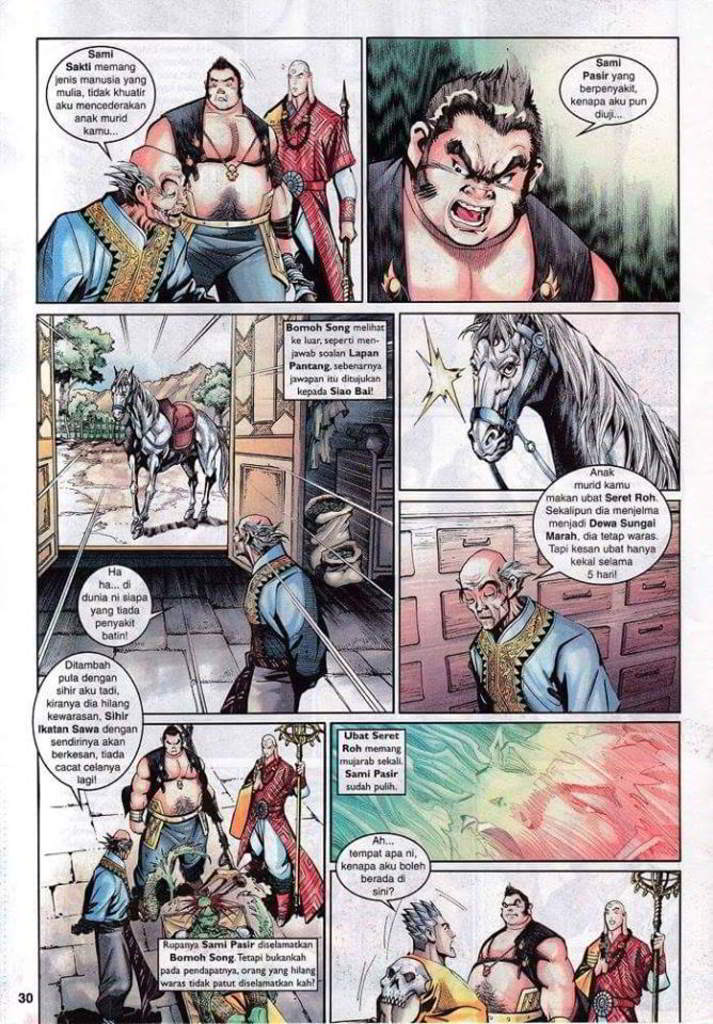 Sami
Sakti memang
jenis manusia yang
mulia, tidak khuatir
aku mencederakan
anak murid
kamu...
Sami
Pasir yang
berpenyakit,
kenapa aku pun
diuji...
Bomoh Song melihat
ke luar, seperti men-
jawab soalan Lapan
Pantang, sebenarnya
jawapan itu ditujukan
kepada Siao Bai!
Anak
murid kamu
makan ubat Seret Roh.
Sekalipun dia menjelma
menjadi Dewa Sungai
Marah, dia tetap waras.
Tapi kesan ubat hanya
kekal selama
5 hari!
Ha
ha... di
dunia ni siapa
yang tiada
penyakit
batin!
Ditambah
pula dengan
sihir aku tadi,
kiranya dia hilang
kewarasan, Sihir
Ikatan Sawa dengan
sendirinya akan
berkesan, tiada
cacat celanya
lagi!
Rupanya Sami Pasir diselamatkan
Bomoh Song. Tetapi bukankah
pada pendapatnya, orang yang hilang
waras tidak patut diselamatkan kah?
Ubat Seret
Roh memang
mujarab sekali.
Sami Pasir
sudah pulih.
Ah...
tempat apa ni,
kenapa aku boleh
berada di
sini?
30